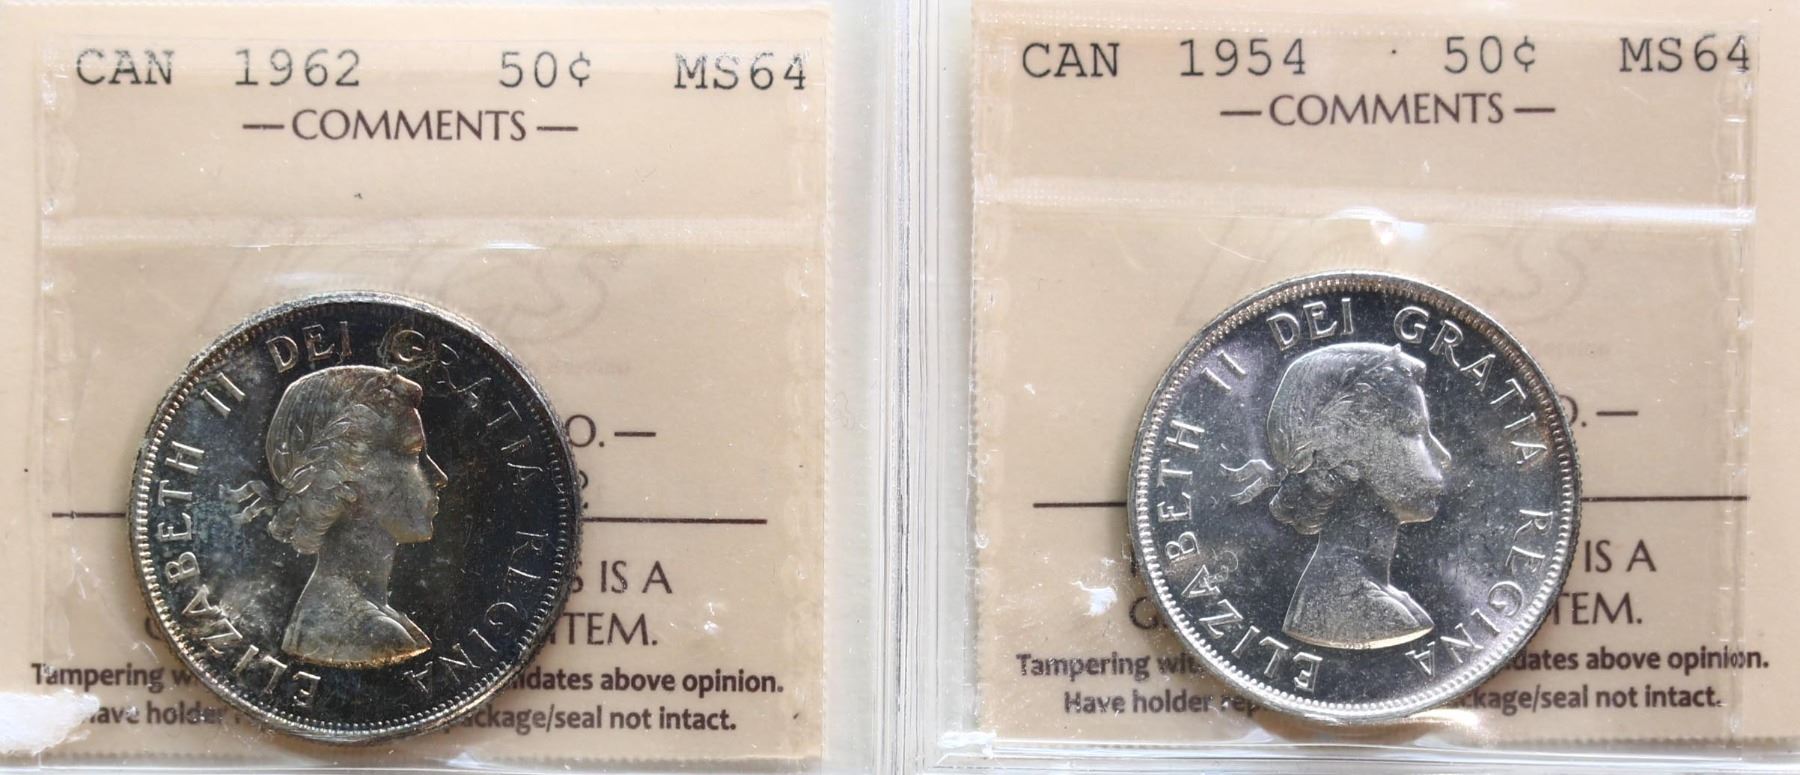 CAN 1962 50¢ MS64
—COMMENTS—
O.—
IS A
TEM.
Tampering dates above opinion.
have holder package/seal not intact.
ELIZABETH II DEI GRATIA REGINA
CAN 1954 50¢ MS64
—COMMENTS—
O.—
IS A
TEM.
Tampering dates above opinion.
Have holder ckage/seal not intact.
ELIZABETH II DEI GRATIA REGINA